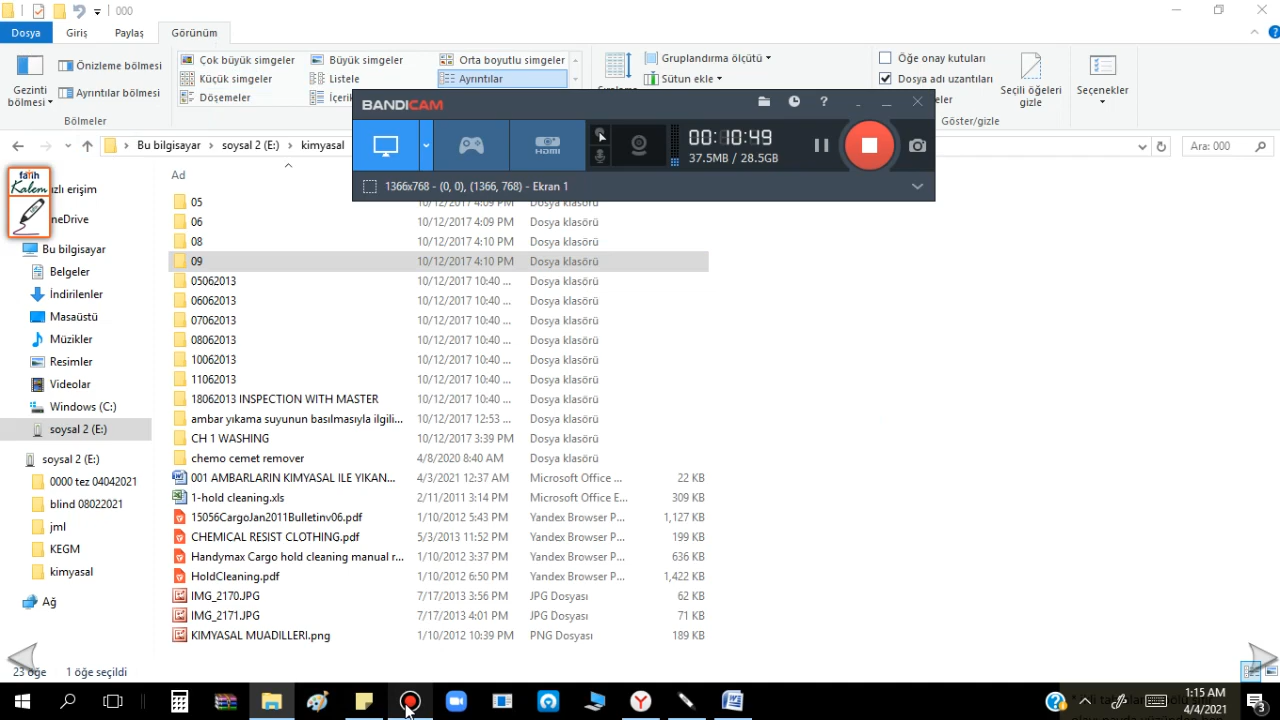 000
Dosya Giriş Paylaş Görünüm
Gezinti bölmesi
Önizleme bölmesi
Ayrıntılar bölmesi
Bölmeler
Çok büyük simgeler Büyük simgeler Orta boyutlu simgeler
Küçük simgeler Listele Ayrıntılar
Döşemeler
Gruplandırma ölçütü
Sütun ekle
Öğe adı onay kutuları
Dosya adı uzantıları
Seçili öğeleri gizle
Seçenekler
Göster/gizle
BANDICAM
HDMI
00:10:49
37.5MB / 28.5GB
1366x768 - (0, 0), (1366, 768) - Ekran 1
Bu bilgisayar soysal 2 (E:) kimyasal
Ara: 000
fatih Kalem
Bu bilgisayar
Belgeler
İndirilenler
Masaüstü
Müzikler
Resimler
Videolar
Windows (C:)
soysal 2 (E:)
soysal 2 (E:)
0000 tez 04042021
blind 08022021
jml
KEGM
kimyasal
Ağ
Ad
05 10/12/2017 4:09 PM Dosya klasörü
06 10/12/2017 4:09 PM Dosya klasörü
08 10/12/2017 4:10 PM Dosya klasörü
09 10/12/2017 4:10 PM Dosya klasörü
05062013 10/12/2017 10:40 ... Dosya klasörü
06062013 10/12/2017 10:40 ... Dosya klasörü
07062013 10/12/2017 10:40 ... Dosya klasörü
08062013 10/12/2017 10:40 ... Dosya klasörü
10062013 10/12/2017 10:40 ... Dosya klasörü
11062013 10/12/2017 10:40 ... Dosya klasörü
18062013 INSPECTION WITH MASTER 10/12/2017 10:40 ... Dosya klasörü
ambar yıkama suyunun basılmasıyla ilgili... 10/12/2017 12:53 ... Dosya klasörü
CH 1 WASHING 10/12/2017 3:39 PM Dosya klasörü
chemo cemet remover 4/8/2020 8:40 AM Dosya klasörü
001 AMBARLARIN KIMYASAL ILE YIKAN... 4/3/2021 12:37 AM Microsoft Office ... 22 KB
1-hold cleaning.xls 2/11/2011 3:14 PM Microsoft Office E... 309 KB
15056CargoJan2011Bulletinv06.pdf 1/10/2012 5:43 PM Yandex Browser P... 1,127 KB
CHEMICAL RESIST CLOTHING.pdf 5/3/2013 11:52 PM Yandex Browser P... 199 KB
Handymax Cargo hold cleaning manual r... 1/10/2012 3:37 PM Yandex Browser P... 636 KB
HoldCleaning.pdf 1/10/2012 6:50 PM Yandex Browser P... 1,422 KB
IMG_2170.JPG 7/17/2013 3:56 PM JPG Dosyası 62 KB
IMG_2171.JPG 7/17/2013 4:01 PM JPG Dosyası 71 KB
KIMYASAL MUADILLERI.png 1/10/2012 10:39 PM PNG Dosyası 189 KB
23 öğe 1 öğe seçildi
1:15 AM
4/4/2021
3